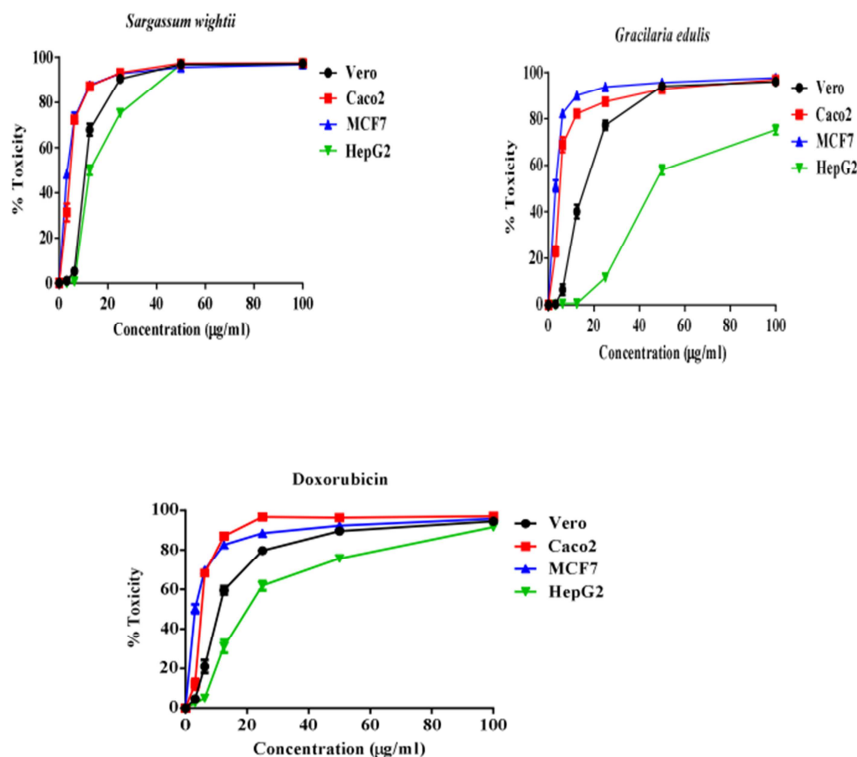 Sargassum wightii
100
80
60
40
20
0
% Toxicity
0 20 40 60 80 100
Concentration (µg/ml)
Vero
Caco2
MCF7
HepG2
Gracilaria edulis
100
80
60
40
20
0
% Toxicity
0 20 40 60 80 100
Concentration (µg/ml)
Vero
Caco2
MCF7
HepG2
Doxorubicin
100
80
60
40
20
0
% Toxicity
0 20 40 60 80 100
Concentration (µg/ml)
Vero
Caco2
MCF7
HepG2